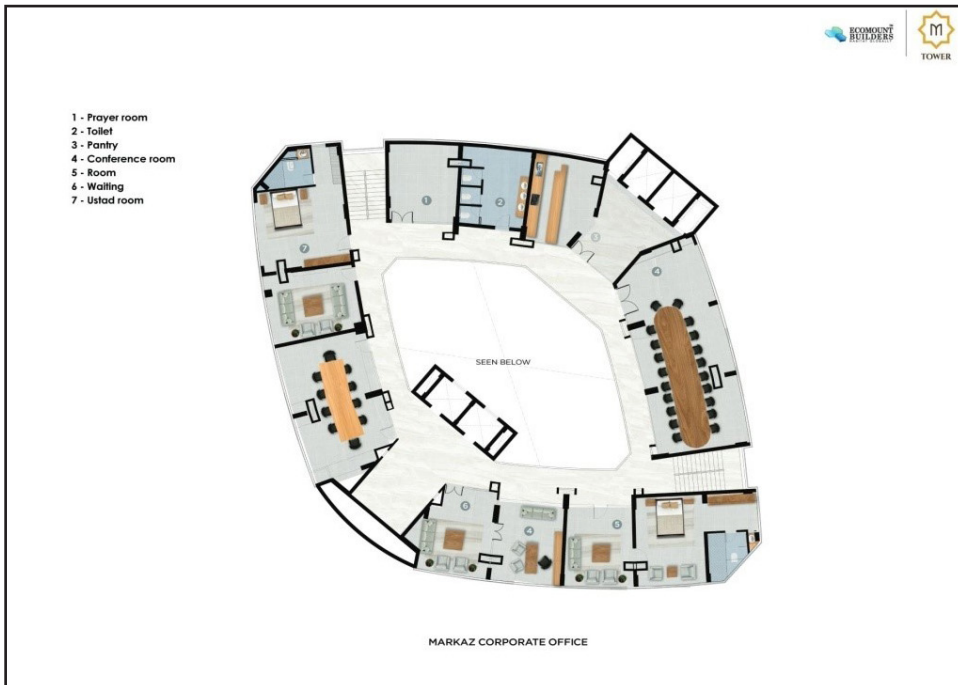 ECOMOUNT
BUILDERS
M
TOWER
1 - Prayer room
2 - Toilet
3 - Pantry
4 - Conference room
5 - Room
6 - Waiting
7 - Ustad room
1
2
3
4
7
SEEN BELOW
6
4
5
MARKAZ CORPORATE OFFICE